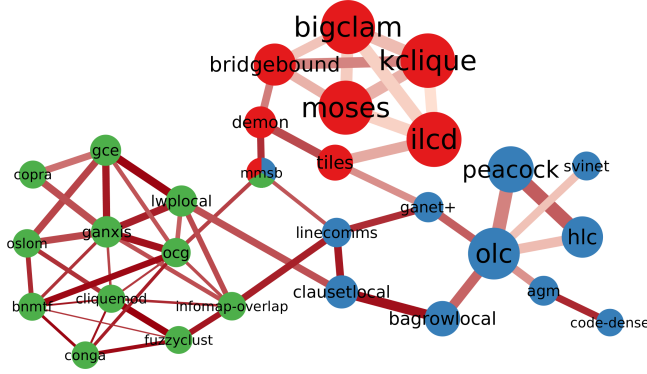 bigclam
kclique
bridgebound
moses
demon
ilcd
gce
tiles
peacock
svinet
copra
mmsb
lwplocal
ganet+
oslom
ganxis
linecomms
hlc
ocg
olc
bnmtf
cliquemod
infomap-overlap
clausetlocal
agm
bagrowlocal
code-dense
fuzzyclust
conga